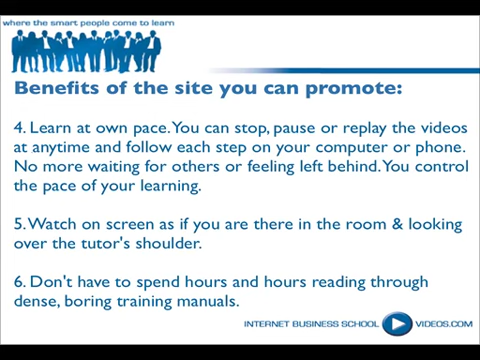 where the smart people come to learn
Benefits of the site you can promote:
4. Learn at own pace. You can stop, pause or replay the videos
at anytime and follow each step on your computer or phone.
No more waiting for others or feeling left behind. You control
the pace of your learning.
5. Watch on screen as if you are there in the room & looking
over the tutor's shoulder.
6. Don't have to spend hours and hours reading through
dense, boring training manuals.
INTERNET BUSINESS SCHOOL VIDEOS.COM